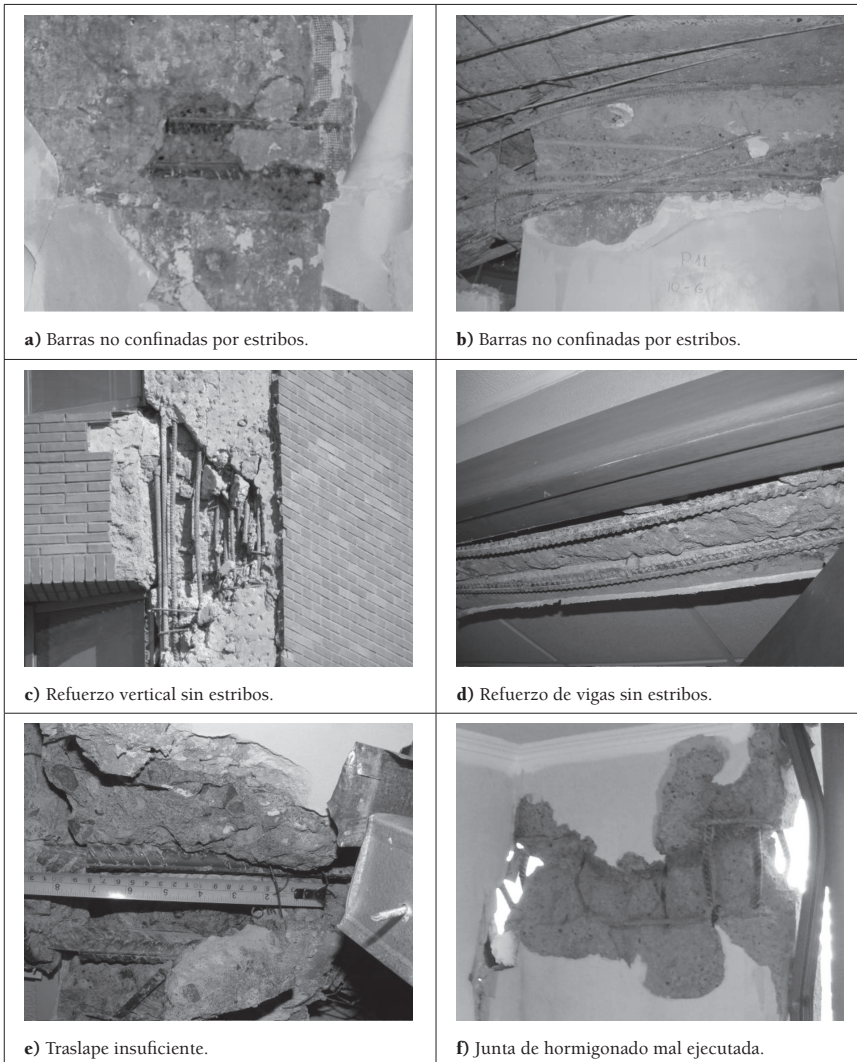 a) Barras no confinadas por estribos.
b) Barras no confinadas por estribos.
P11
c) Refuerzo vertical sin estribos.
d) Refuerzo de vigas sin estribos.
e) Traslape insuficiente.
f) Junta de hormigonado mal ejecutada.